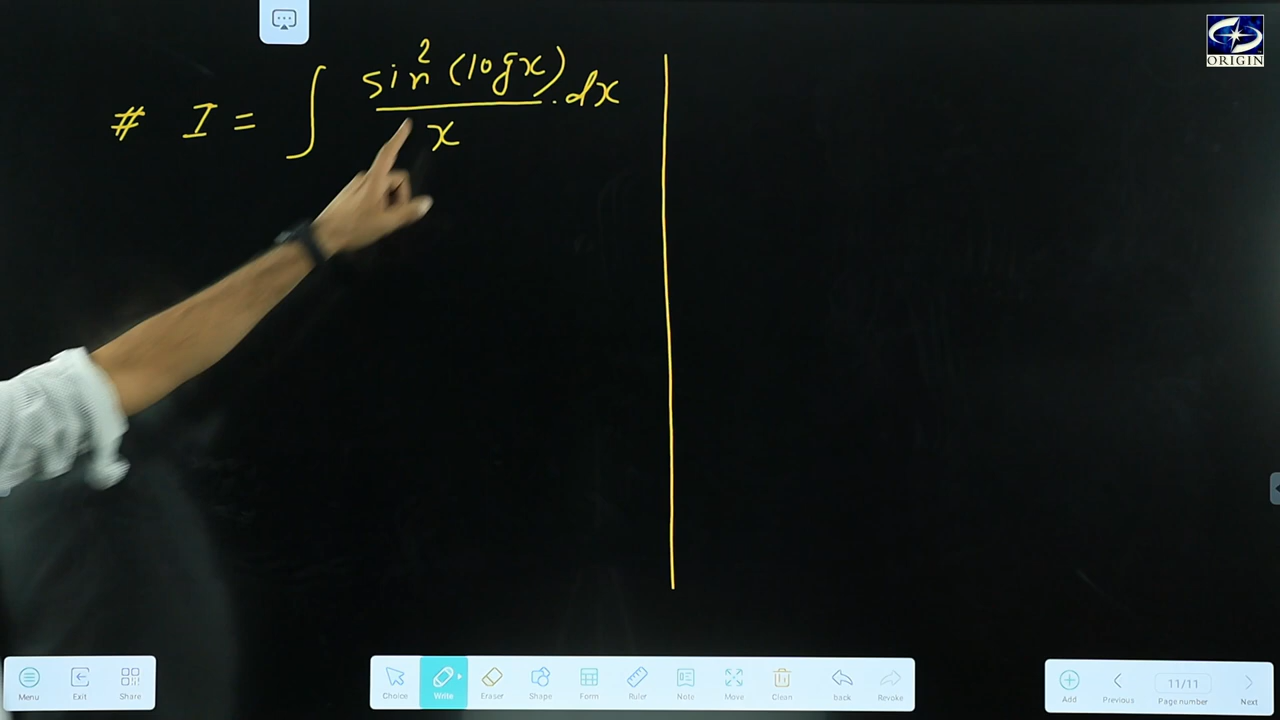 # I = ∫ sin²(logx)/x . dx
ORIGIN
Menu Exit Share Choice Write Eraser Shape Form Ruler Note Move Clean back Revoke Add Previous 11/11 Page number Next